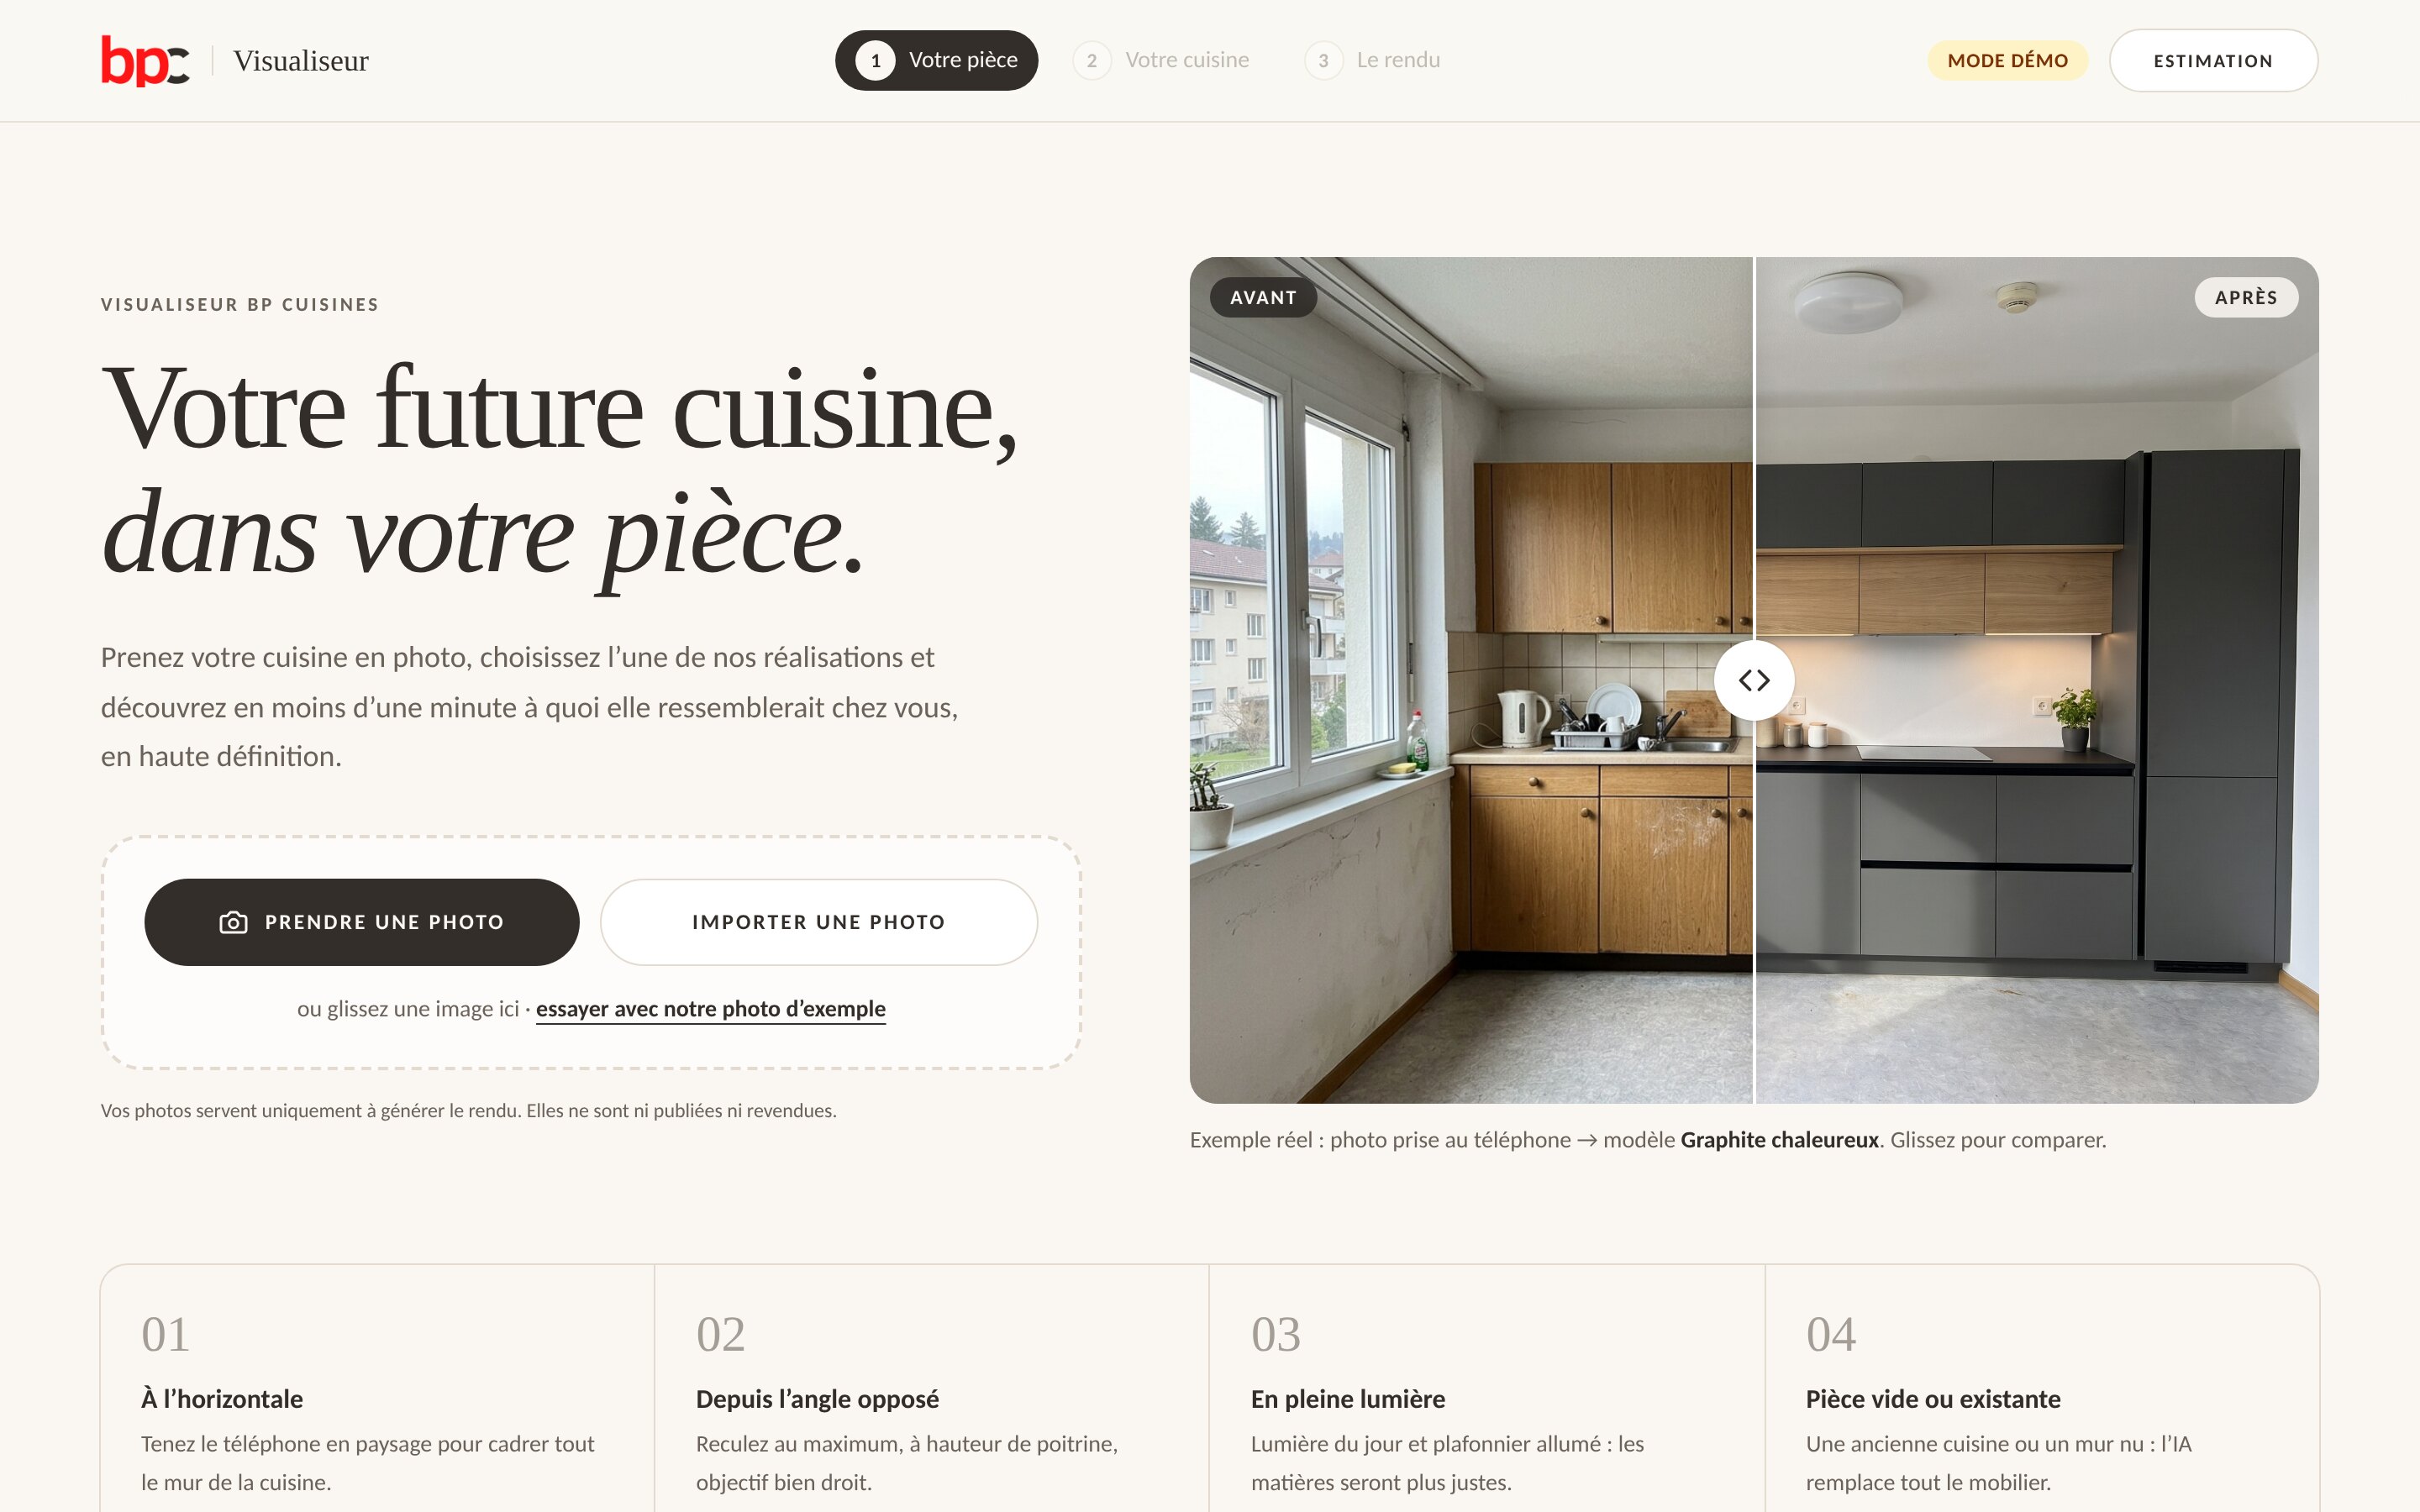 bpc Visualiseur
1 Votre pièce
2 Votre cuisine
3 Le rendu
MODE DÉMO
ESTIMATION
VISUALISEUR BP CUISINES
Votre future cuisine,
dans votre pièce.
Prenez votre cuisine en photo, choisissez l’une de nos réalisations et
découvrez en moins d’une minute à quoi elle ressemblerait chez vous,
en haute définition.
PRENDRE UNE PHOTO
IMPORTER UNE PHOTO
ou glissez une image ici · essayer avec notre photo d’exemple
Vos photos servent uniquement à générer le rendu. Elles ne sont ni publiées ni revendues.
AVANT
APRÈS
Exemple réel : photo prise au téléphone → modèle Graphite chaleureux. Glissez pour comparer.
01
À l’horizontale
Tenez le téléphone en paysage pour cadrer tout
le mur de la cuisine.
02
Depuis l’angle opposé
Reculez au maximum, à hauteur de poitrine,
objectif bien droit.
03
En pleine lumière
Lumière du jour et plafonnier allumé : les
matières seront plus justes.
04
Pièce vide ou existante
Une ancienne cuisine ou un mur nu : l’IA
remplace tout le mobilier.